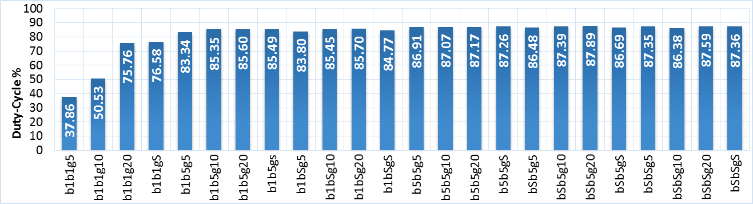 Duty-Cycle %
100
90
80
70
60
50
40
30
20
10
0
37.86
50.53
75.76
76.58
83.34
85.35
85.60
85.49
83.80
85.45
85.70
84.77
86.91
87.07
87.17
87.26
86.48
87.39
87.89
86.69
87.35
86.38
87.59
87.36
b1b1g5
b1b1g10
b1b1g20
b1b1gS
b1b5g5
b1b5g10
b1b5g20
b1b5gs
b1bSg5
b1bSg10
b1bSg20
b1bSgS
b5b5g5
b5b5g10
b5b5g20
b5b5gS
b5bSg5
b5bSg10
b5bSg20
b5bSgS
bSbSg5
bSbSg10
bSbSg20
bSbSgS